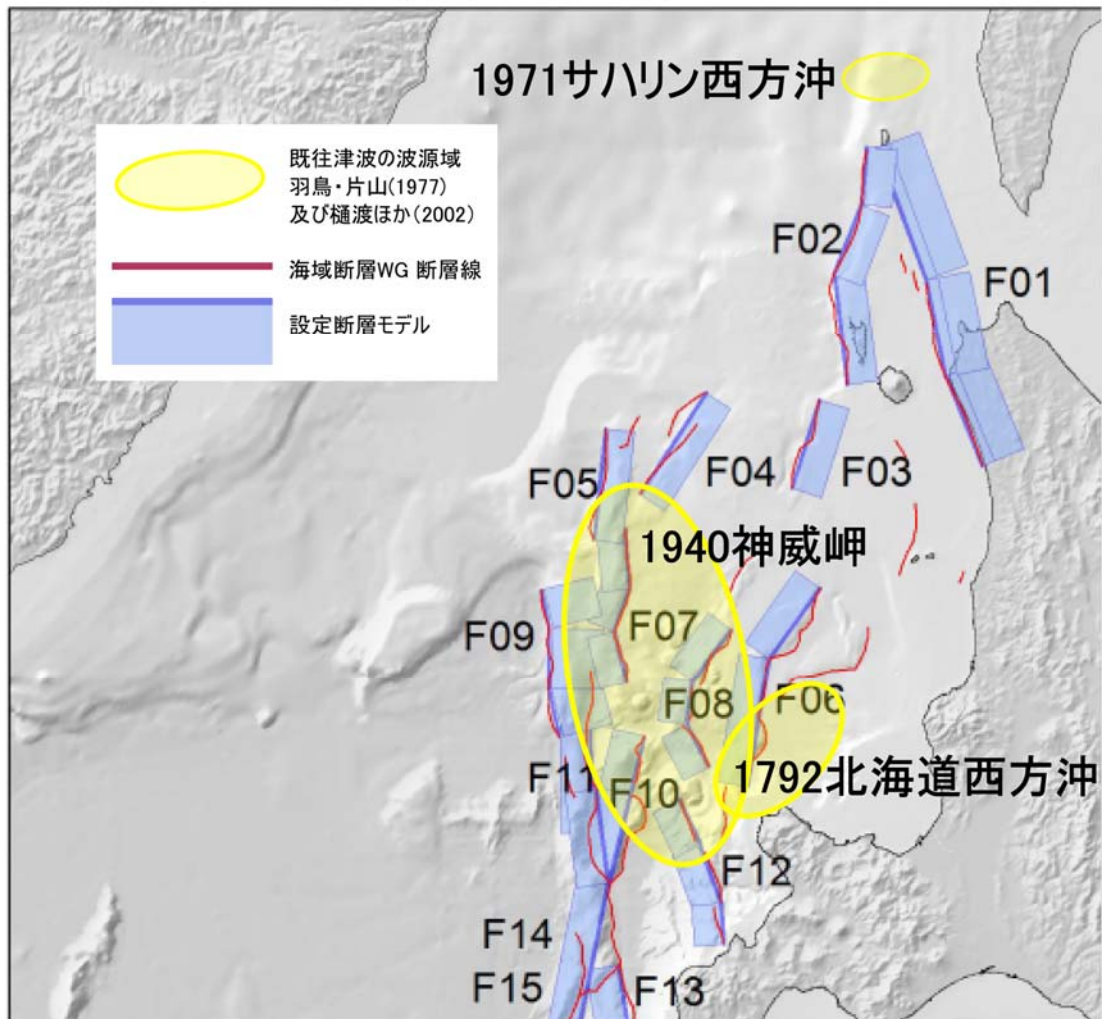 1971サハリン西方沖
既往津波の波源域
羽鳥・片山(1977)
及び樋渡ほか(2002)
海域断層WG 断層線
設定断層モデル
F02
F01
F05
F04
F03
1940神威岬
F09
F07
F08
F06
F11
F10
1792北海道西方沖
F12
F14
F15
F13